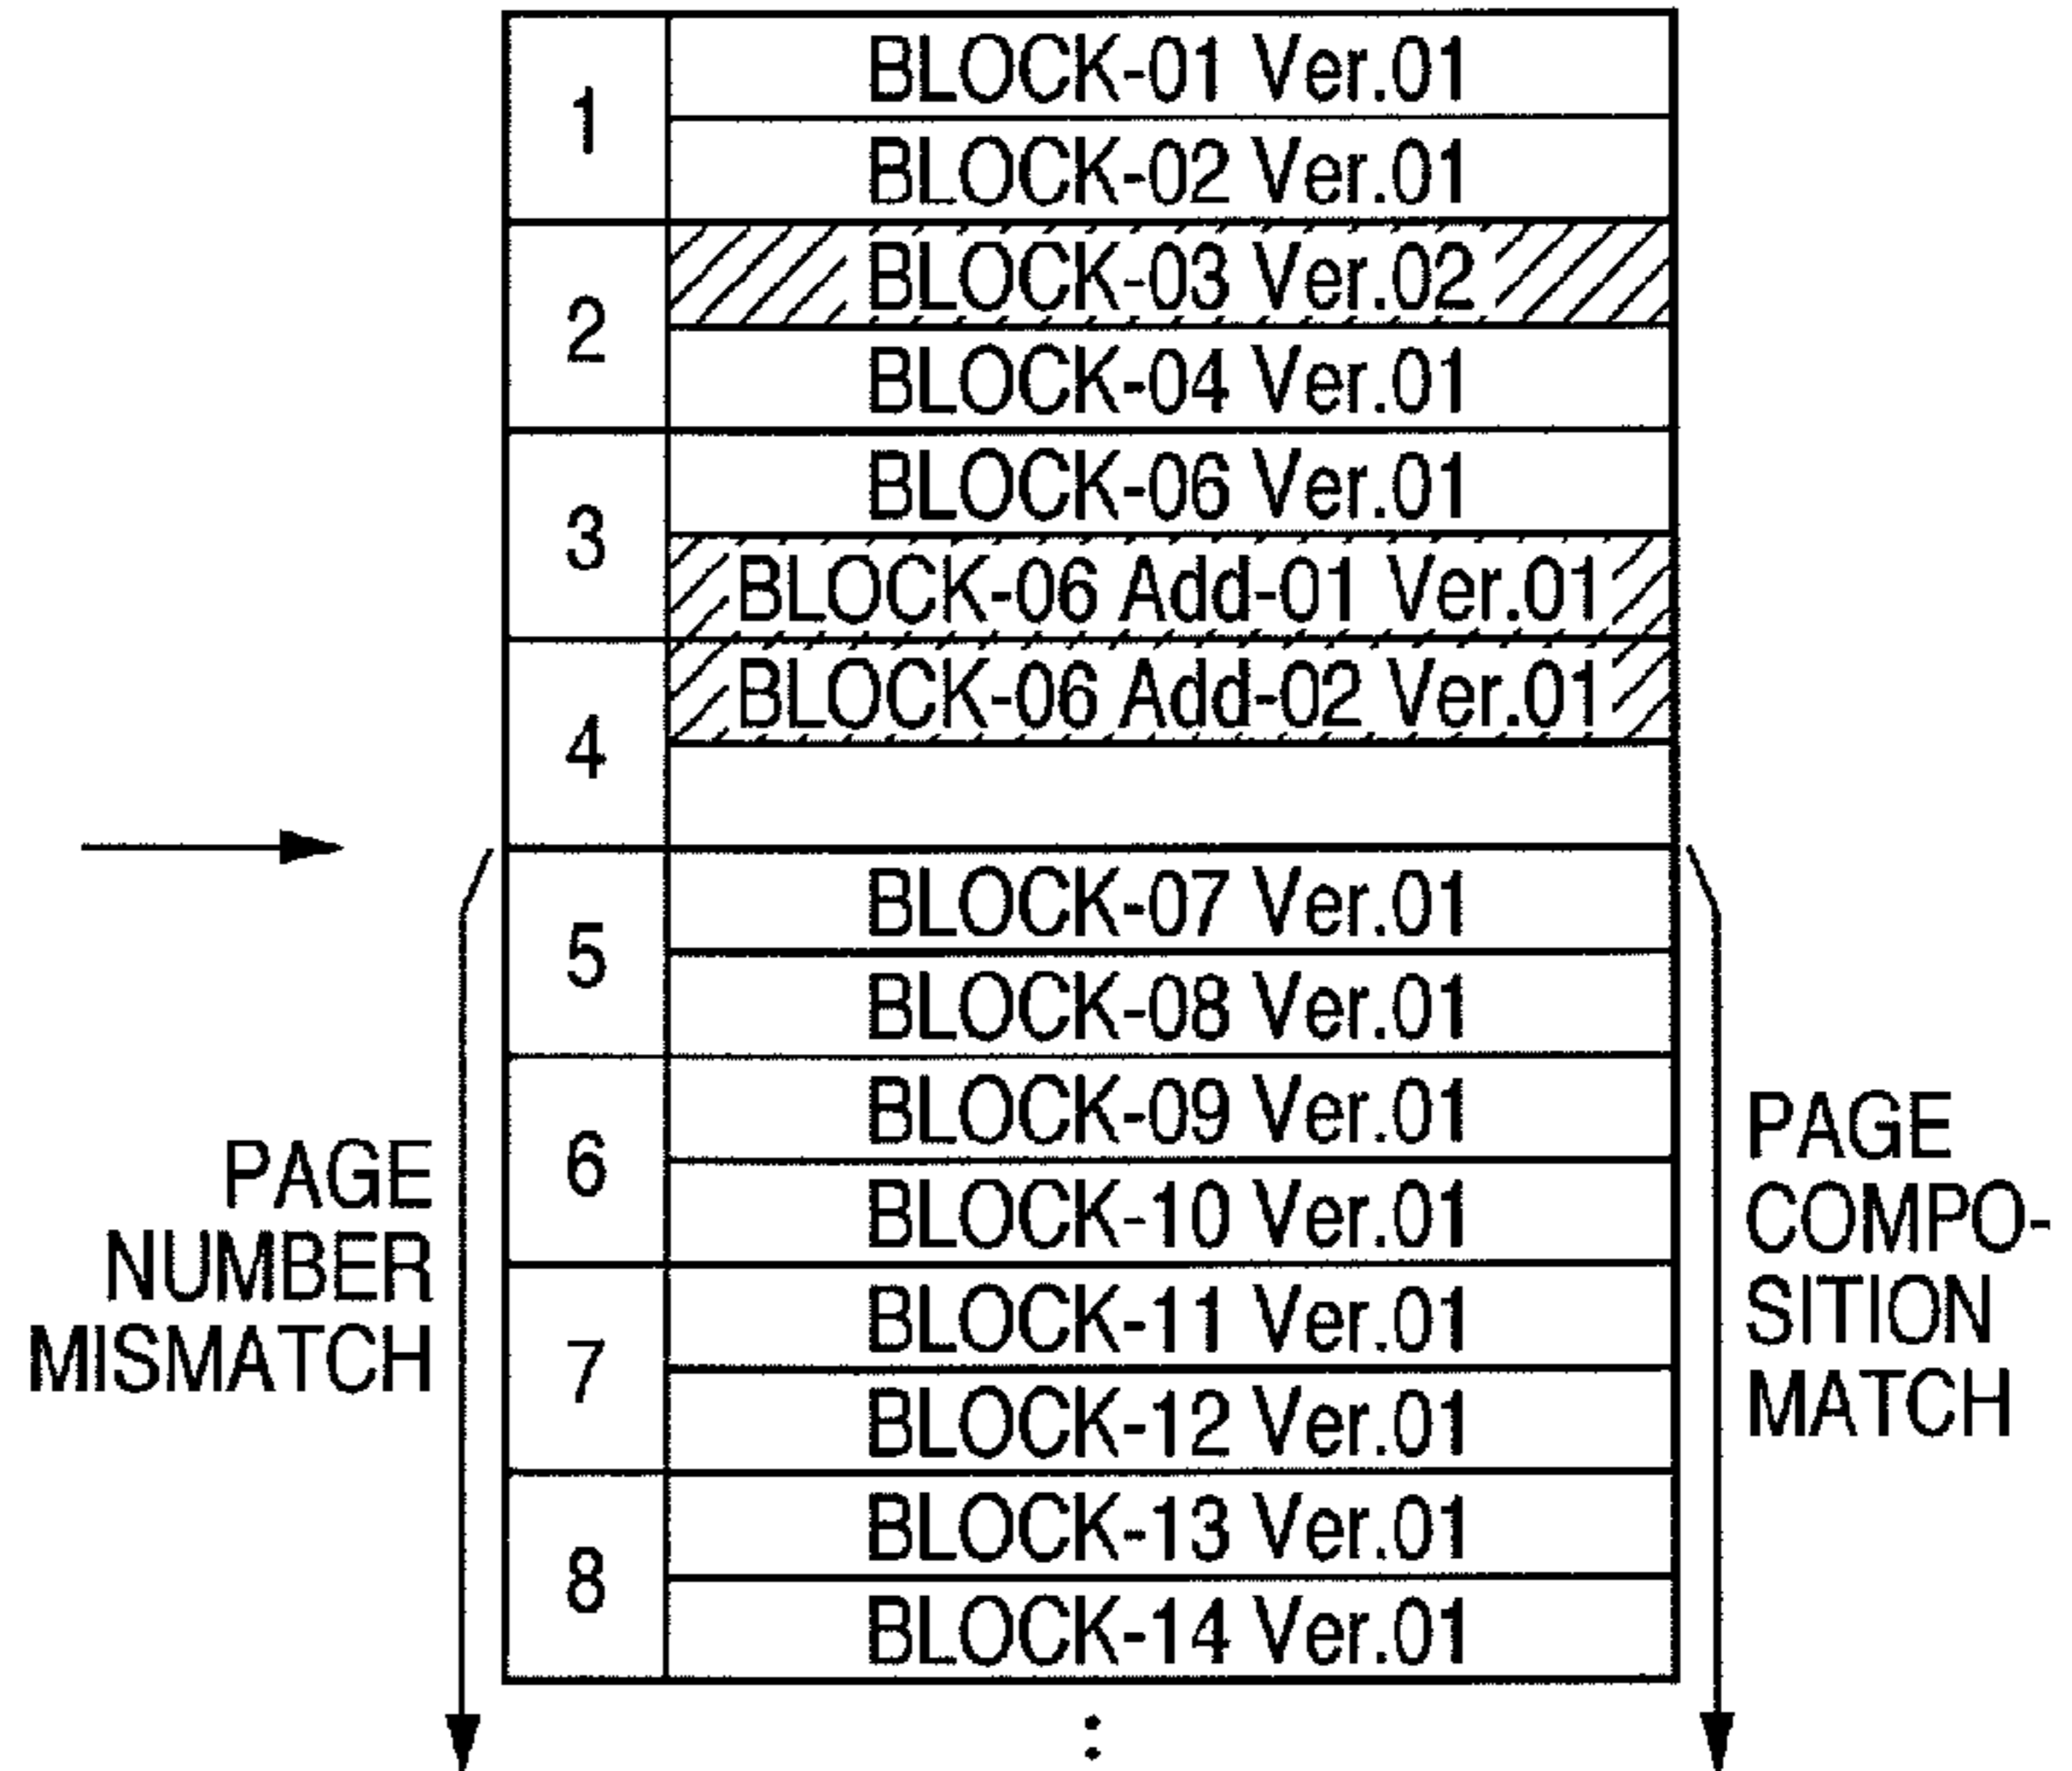 1
BLOCK-01 Ver.01
BLOCK-02 Ver.01
2
BLOCK-03 Ver.02
BLOCK-04 Ver.01
3
BLOCK-06 Ver.01
BLOCK-06 Add-01 Ver.01
4
BLOCK-06 Add-02 Ver.01
5
BLOCK-07 Ver.01
BLOCK-08 Ver.01
6
BLOCK-09 Ver.01
BLOCK-10 Ver.01
7
BLOCK-11 Ver.01
BLOCK-12 Ver.01
8
BLOCK-13 Ver.01
BLOCK-14 Ver.01
:
PAGE
NUMBER
MISMATCH
PAGE
COMPO-
SITION
MATCH